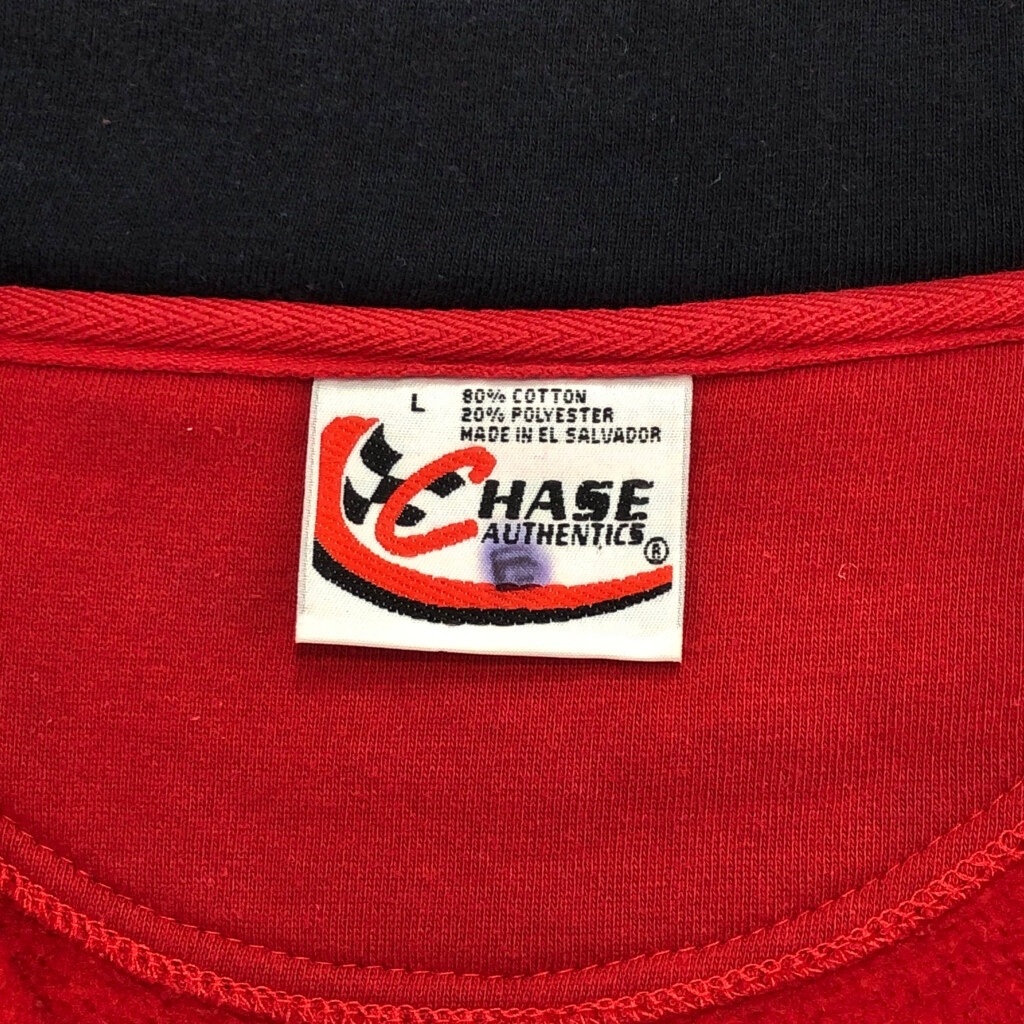 L
80% COTTON
20% POLYESTER
MADE IN EL SALVADOR
CHASE
AUTHENTICS®